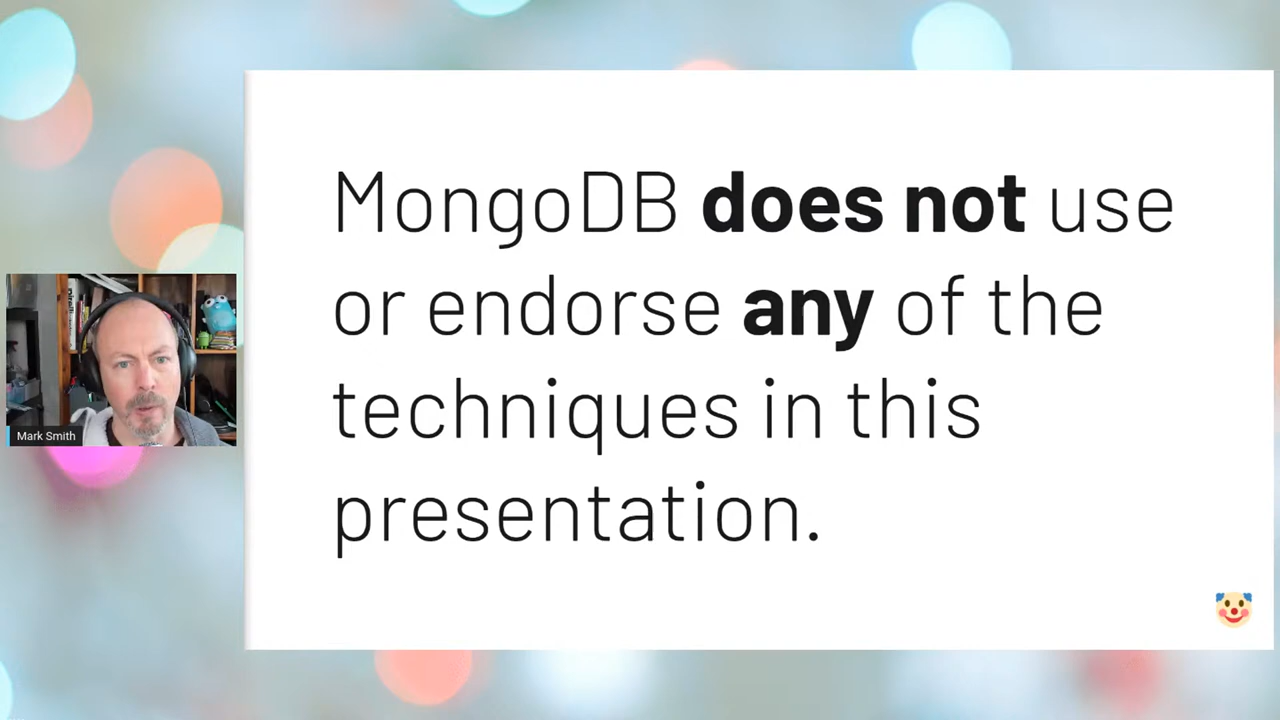 MongoDB does not use
or endorse any of the
techniques in this
presentation.
Mark Smith